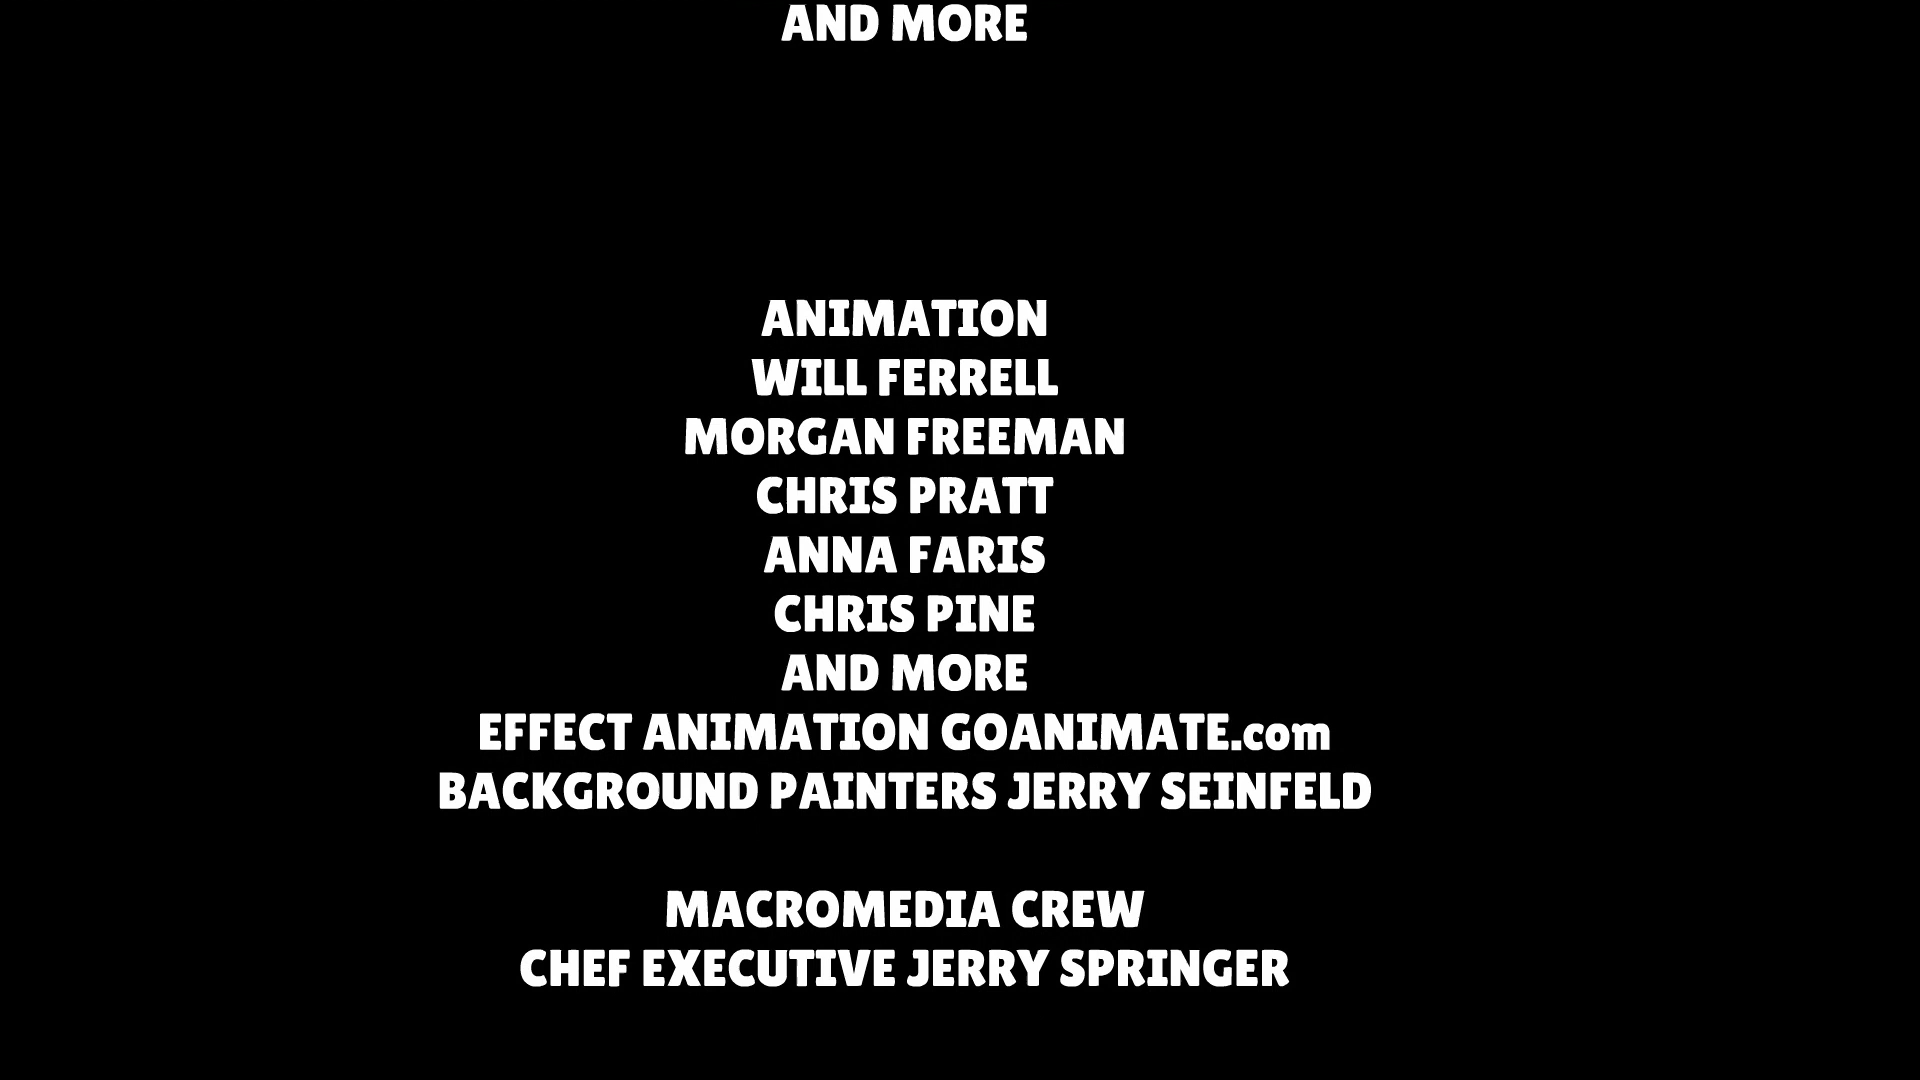 AND MORE
ANIMATION
WILL FERRELL
MORGAN FREEMAN
CHRIS PRATT
ANNA FARIS
CHRIS PINE
AND MORE
EFFECT ANIMATION GOANIMATE.com
BACKGROUND PAINTERS JERRY SEINFELD
MACROMEDIA CREW
CHEF EXECUTIVE JERRY SPRINGER